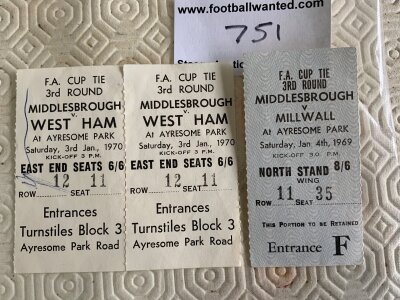 www.footballwanted.com
751
F.A. CUP TIE
3RD ROUND
MIDDLESBROUGH
v.
WEST HAM
At AYRESOME PARK
Saturday, 3rd Jan., 1970
KICK-OFF 3 P.M.
EAST END SEATS 6/6
12 11
ROW SEAT
Entrances
Turnstiles Block 3
Ayresome Park Road
F.A. CUP TIE
3RD ROUND
MIDDLESBROUGH
v.
WEST HAM
At AYRESOME PARK
Saturday, 3rd Jan., 1970
KICK-OFF 3 P.M.
EAST END SEATS 6/6
12 11
ROW SEAT
Entrances
Turnstiles Block 3
Ayresome Park Road
F.A. CUP TIE
3RD ROUND
MIDDLESBROUGH
v.
MILLWALL
At AYRESOME PARK
Saturday, Jan. 4th, 1969
KICK-OFF 3.0 P.M.
NORTH STAND 8/6
WING
11 35
ROW SEAT
THIS PORTION TO BE RETAINED
Entrance F